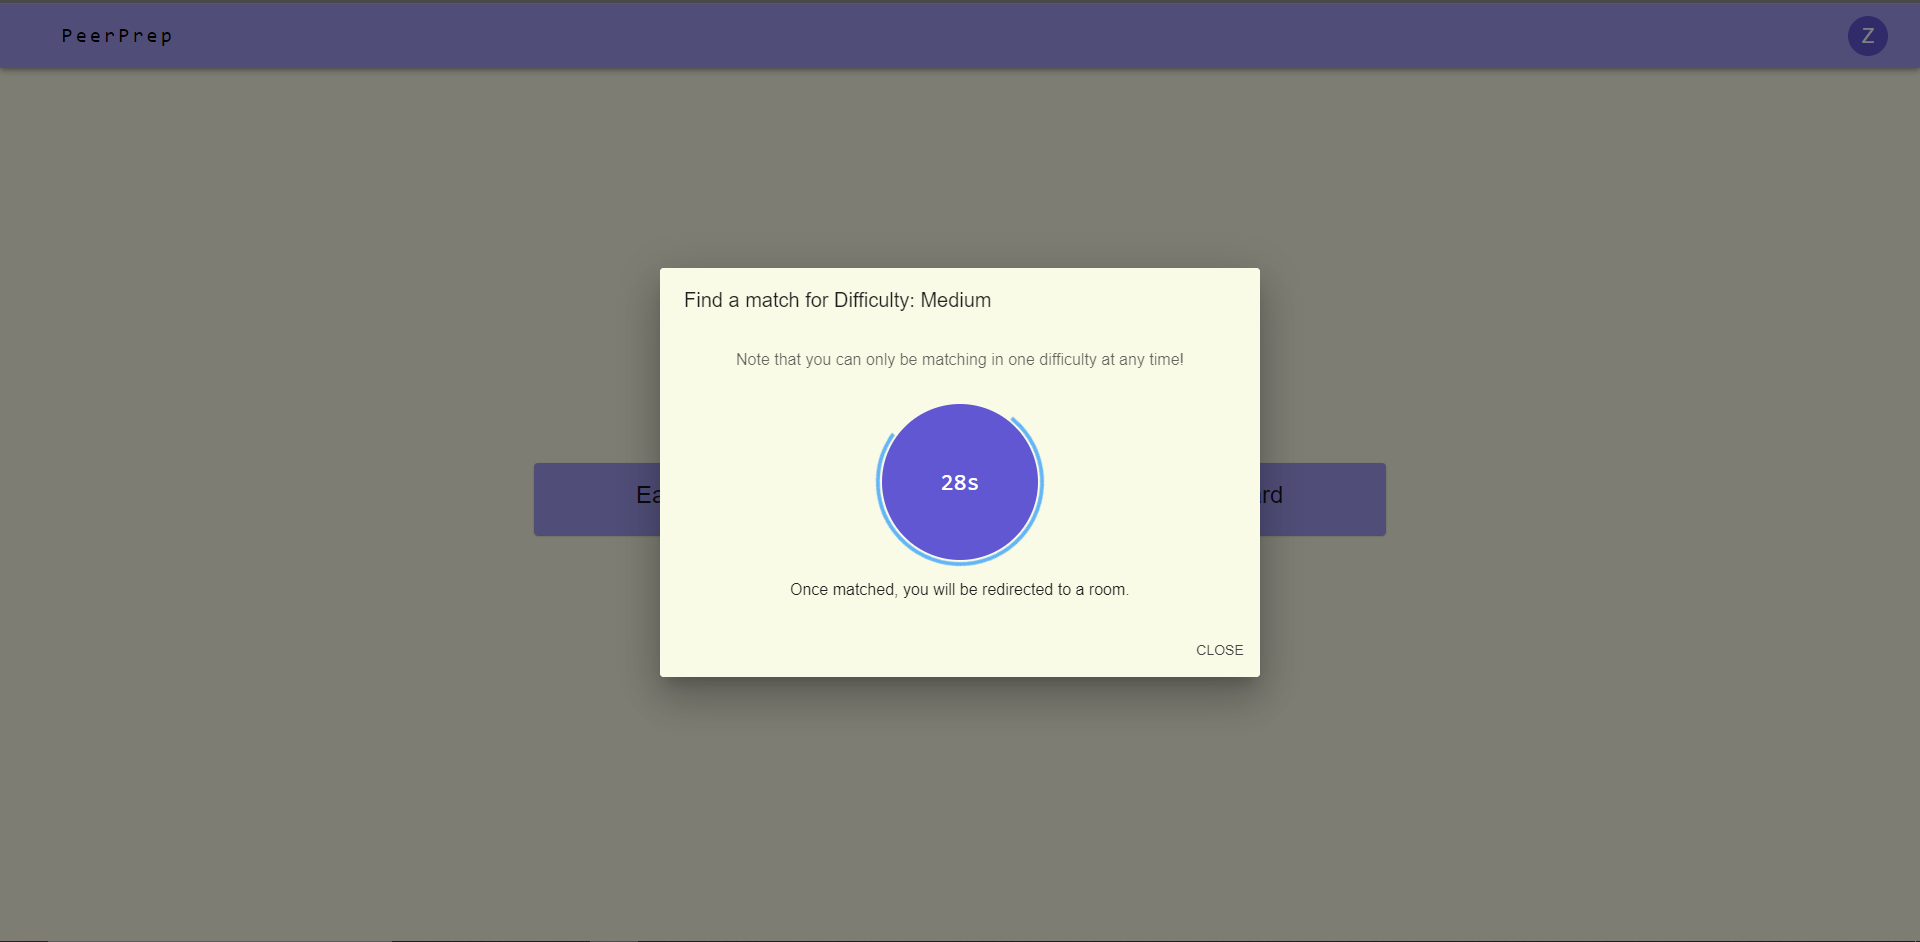 PeerPrep
Z
Find a match for Difficulty: Medium
Note that you can only be matching in one difficulty at any time!
Ea
28s
rd
Once matched, you will be redirected to a room.
CLOSE